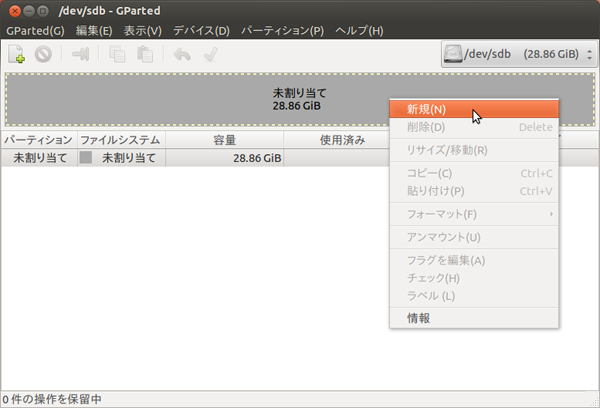 /dev/sdb - GParted
GParted(G) 編集(E) 表示(V) デバイス(D) パーティション(P) ヘルプ(H)
/dev/sdb (28.86 GiB)
未割り当て
28.86 GiB
パーティション ファイルシステム 容量 使用済み
未割り当て 未割り当て 28.86 GiB
新規(N)
削除(D) Delete
リサイズ/移動(R)
コピー(C) Ctrl+C
貼り付け(P) Ctrl+V
フォーマット(F)
アンマウント(U)
フラグを編集(A)
チェック(H)
ラベル (L)
情報
0 件の操作を保留中